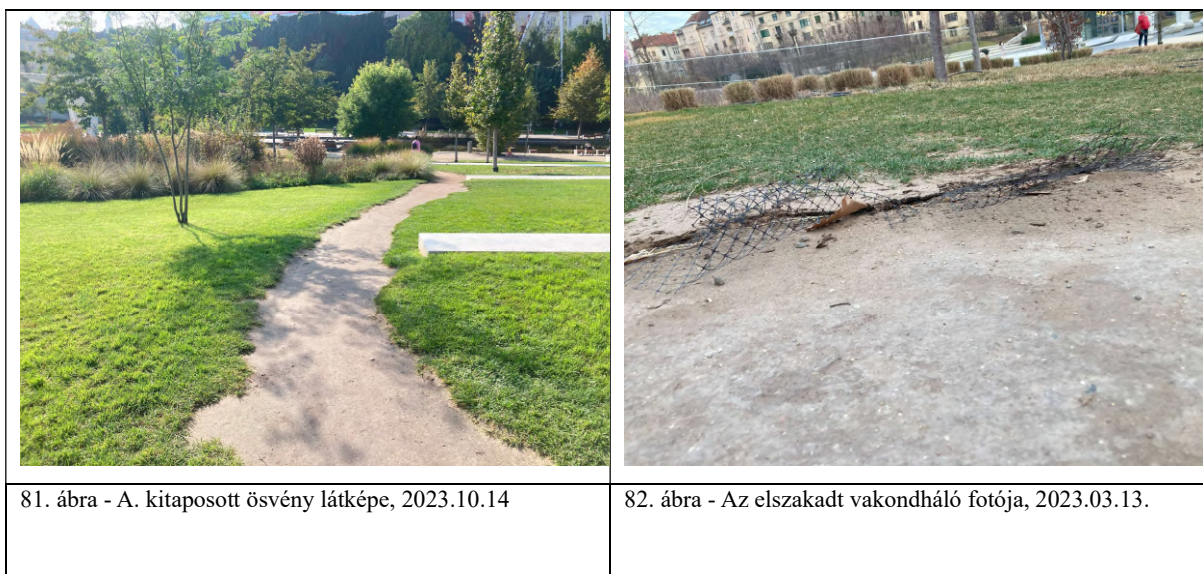 81. ábra - A. kitaposott ösvény látképe, 2023.10.14
82. ábra - Az elszakadt vakondháló fotója, 2023.03.13.